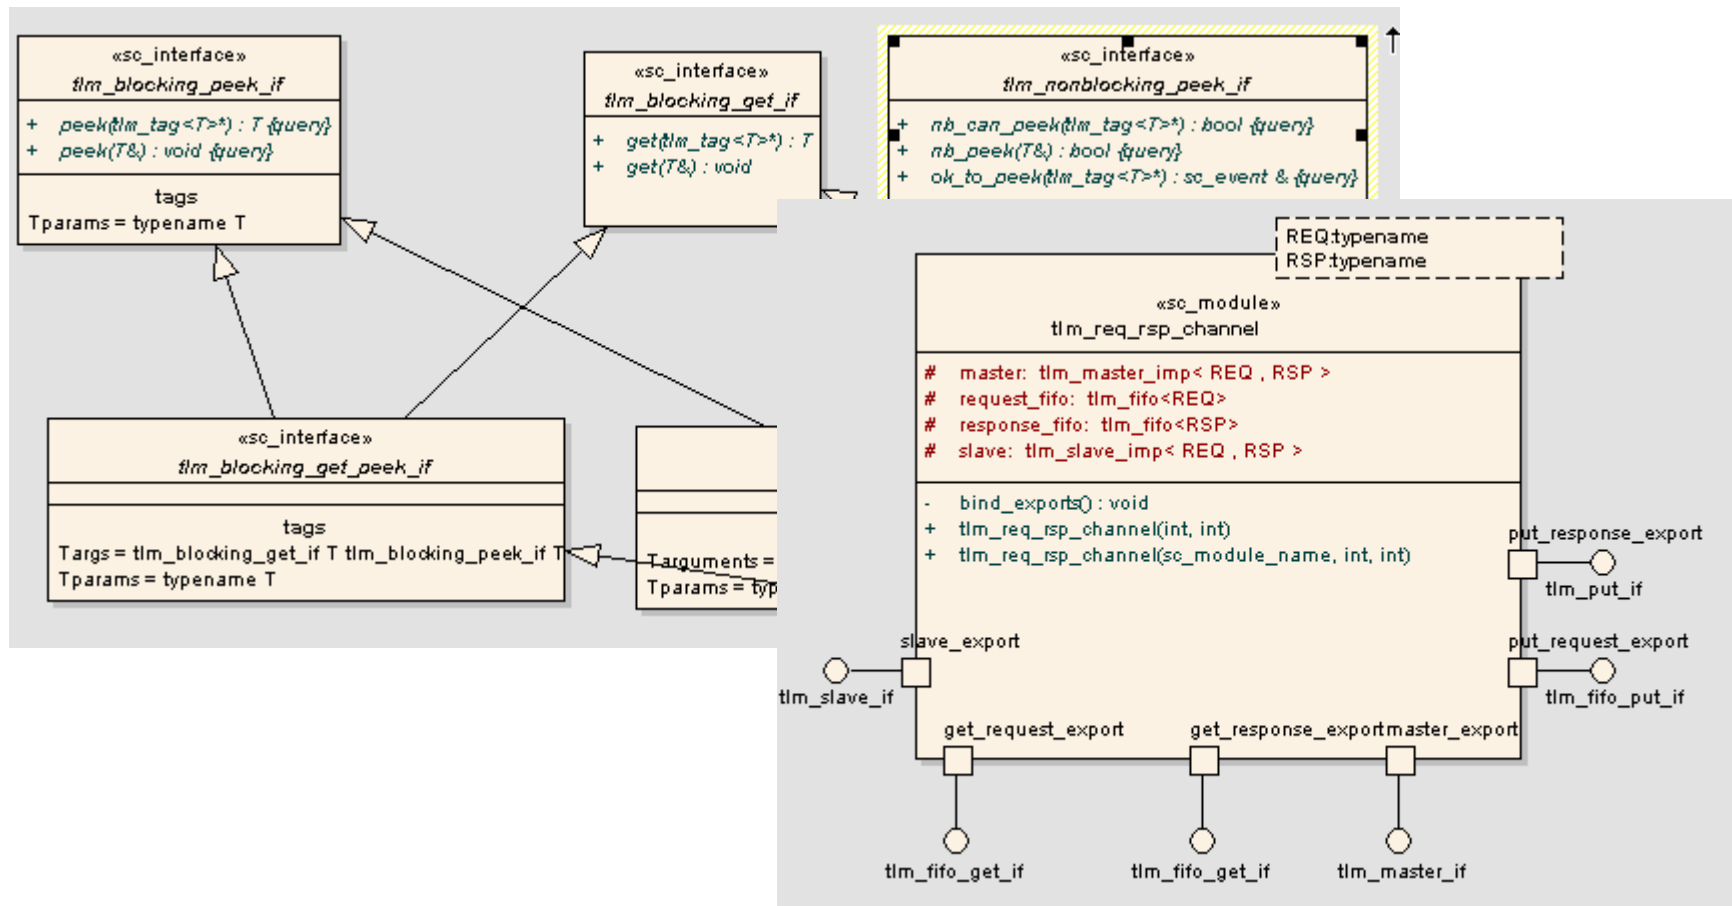 «sc_interface»
tlm_blocking_peek_if
+ peek(tlm_tag<T>*) : T {query}
+ peek(T&) : void {query}
tags
Tparams = typename T
«sc_interface»
tlm_blocking_get_if
+ get(tlm_tag<T>*) : T
+ get(T&) : void
«sc_interface»
tlm_nonblocking_peek_if
+ nb_can_peek(tlm_tag<T>*) : bool {query}
+ nb_peek(T&) : bool {query}
+ ok_to_peek(tlm_tag<T>*) : sc_event & {query}
«sc_interface»
tlm_blocking_get_peek_if
tags
Targs = tlm_blocking_get_if T tlm_blocking_peek_if T
Tparams = typename T
Targuments =
Tparams = typ
REQ:typename
RSP:typename
«sc_module»
tlm_req_rsp_channel
# master: tlm_master_imp< REQ , RSP >
# request_fifo: tlm_fifo<REQ>
# response_fifo: tlm_fifo<RSP>
# slave: tlm_slave_imp< REQ , RSP >
- bind_exports() : void
+ tlm_req_rsp_channel(int, int)
+ tlm_req_rsp_channel(sc_module_name, int, int)
put_response_export
tlm_put_if
slave_export
tlm_slave_if
put_request_export
tlm_fifo_put_if
get_request_export
get_response_export
master_export
tlm_fifo_get_if
tlm_fifo_get_if
tlm_master_if